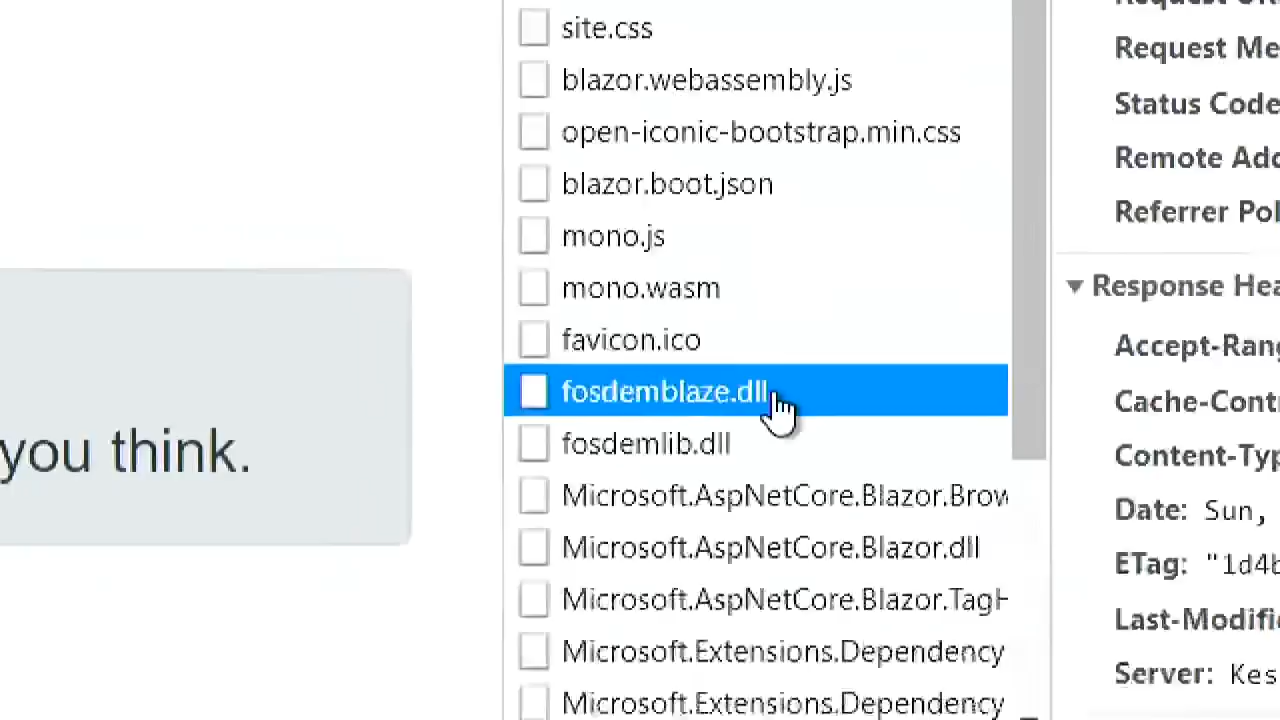 you think.
site.css
blazor.webassembly.js
open-iconic-bootstrap.min.css
blazor.boot.json
mono.js
mono.wasm
favicon.ico
fosdemblaze.dll
fosdemlib.dll
Microsoft.AspNetCore.Blazor.Brow
Microsoft.AspNetCore.Blazor.dll
Microsoft.AspNetCore.Blazor.TagH
Microsoft.Extensions.Dependency
Microsoft.Extensions.Dependency
Request Me
Status Code
Remote Add
Referrer Pol
Response Hea
Accept-Rang
Cache-Contr
Content-Typ
Date: Sun,
ETag: "1d4b
Last-Modifie
Server: Kes